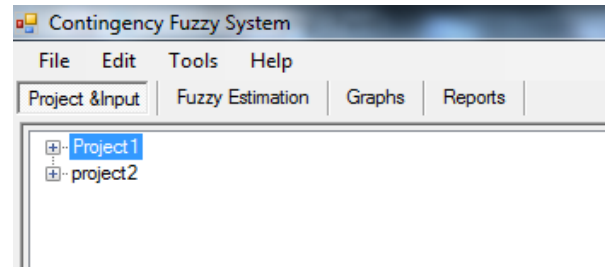 Contingency Fuzzy System
File Edit Tools Help
Project &Input Fuzzy Estimation Graphs Reports
Project1
project2